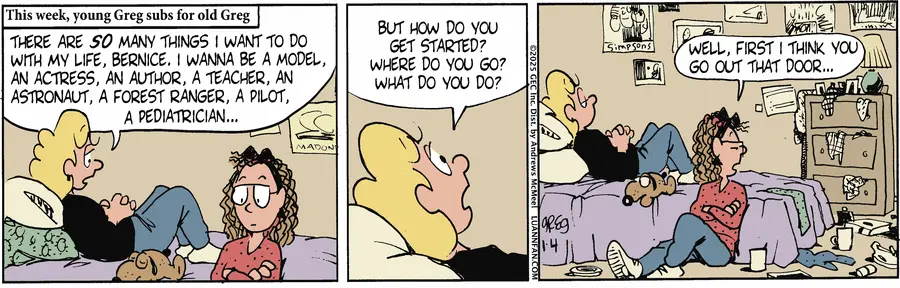 This week, young Greg subs for old Greg
THERE ARE SO MANY THINGS I WANT TO DO
WITH MY LIFE, BERNICE. I WANNA BE A MODEL,
AN ACTRESS, AN AUTHOR, A TEACHER, AN
ASTRONAUT, A FOREST RANGER, A PILOT,
A PEDIATRICIAN...
MADON
BUT HOW DO YOU
GET STARTED?
WHERE DO YOU GO?
WHAT DO YOU DO?
©2025 GEC Inc. Dist. by Andrews McMeel LUANNFAN.COM
SIMPSONS
WELL, FIRST I THINK YOU
GO OUT THAT DOOR...
GREG
1-4